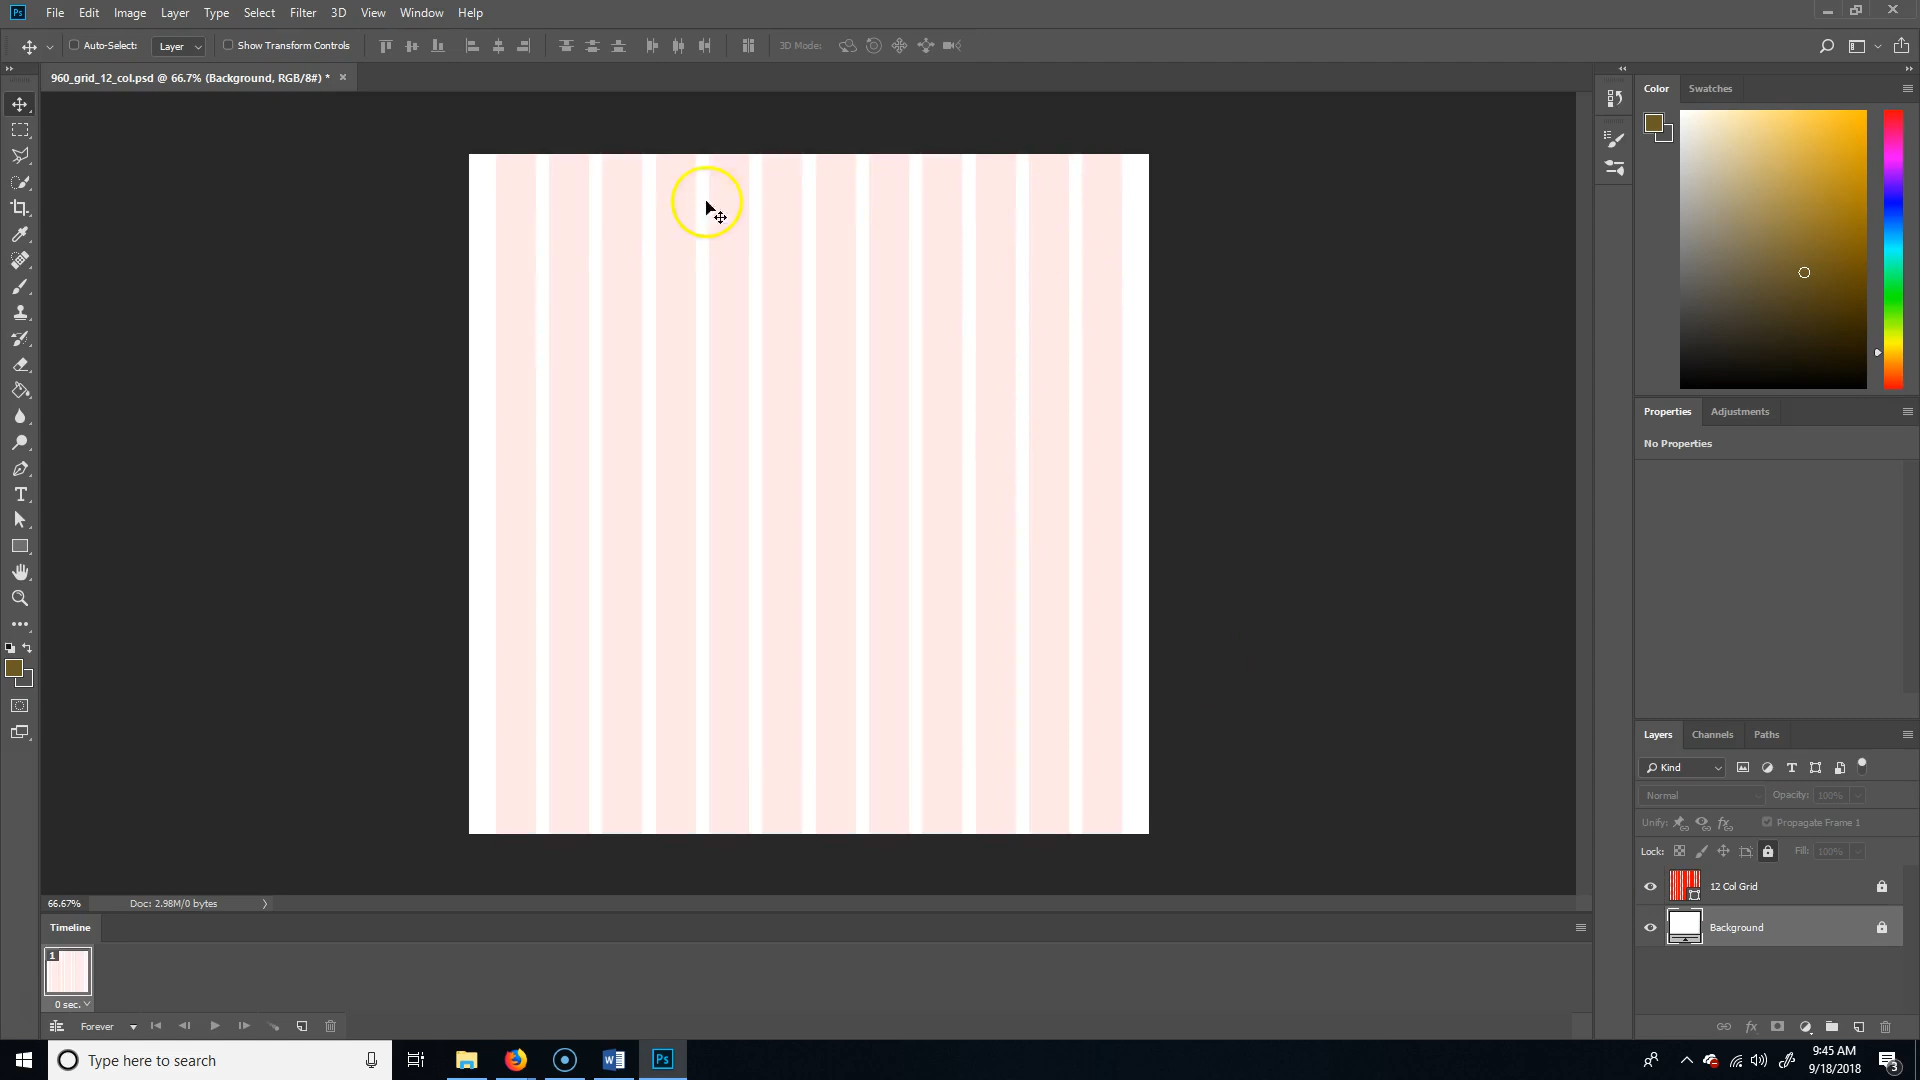 Ps File Edit Image Layer Type Select Filter 3D View Window Help
Auto-Select: Layer Show Transform Controls 3D Mode:
960_grid_12_col.psd @ 66.7% (Background, RGB/8#) * ×
Color Swatches
Properties Adjustments
No Properties
Layers Channels Paths
Kind
Normal Opacity: 100%
Unify: Propagate Frame 1
Lock: Fill: 100%
12 Col Grid
Background
66.67% Doc: 2.98M/0 bytes
Timeline
1
0 sec.
Forever
Type here to search
Ps
9:45 AM
9/18/2018
3